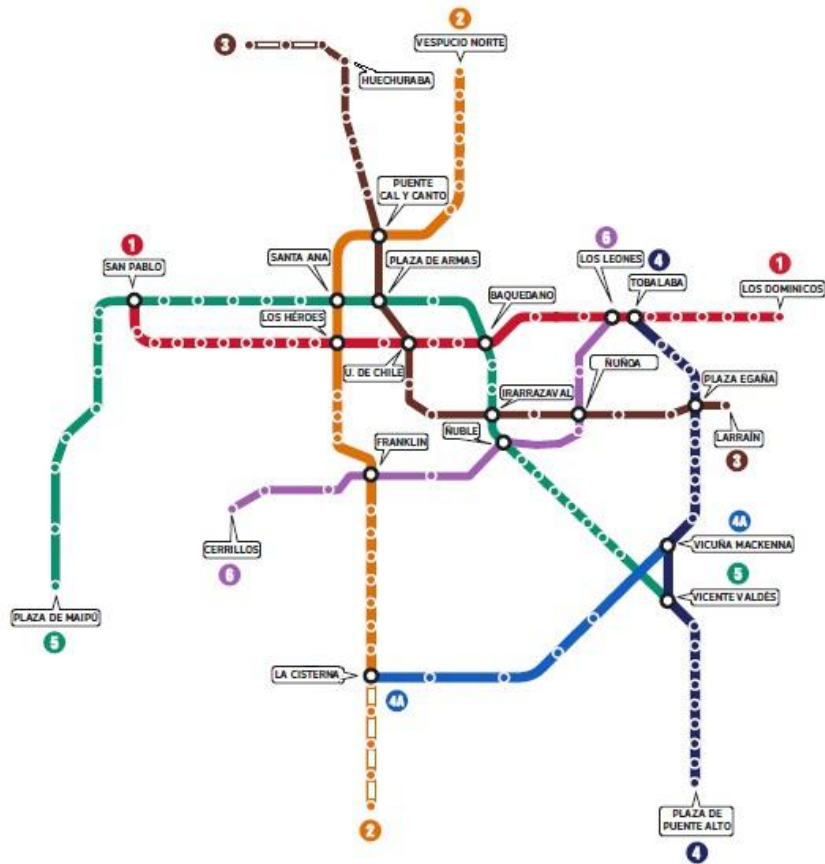 2
VESPUCIO NORTE
3
HUECHURABA
PUENTE
CAL Y CANTO
1
SAN PABLO
SANTA ANA
PLAZA DE ARMAS
6
LOS LEONES
4
TOBALABA
1
LOS DOMINICOS
BAQUEDANO
LOS HÉROES
U. DE CHILE
IRARRAZAVAL
ÑUÑOA
PLAZA EGAÑA
LARRAÍN
3
ÑUBLE
FRANKLIN
CERRILLOS
6
4A
VICUÑA MACKENNA
5
VICENTE VALDÈS
PLAZA DE MAIPÚ
5
LA CISTERNA
4A
2
PLAZA DE
PUENTE ALTO
4